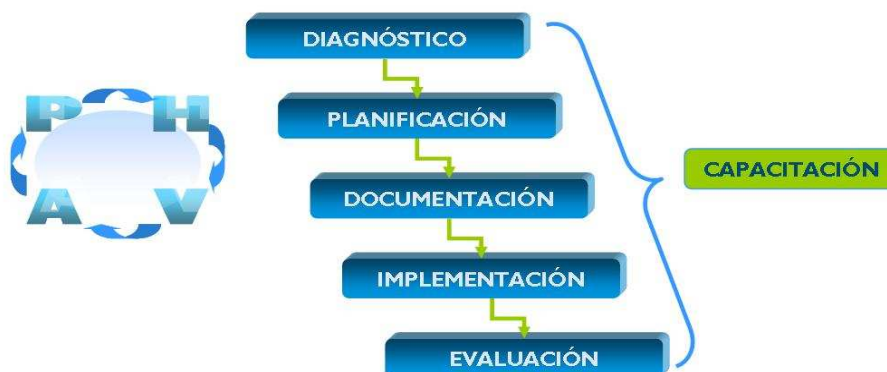 DIAGNÓSTICO
P H
PLANIFICACIÓN
CAPACITACIÓN
A V
DOCUMENTACIÓN
IMPLEMENTACIÓN
EVALUACIÓN